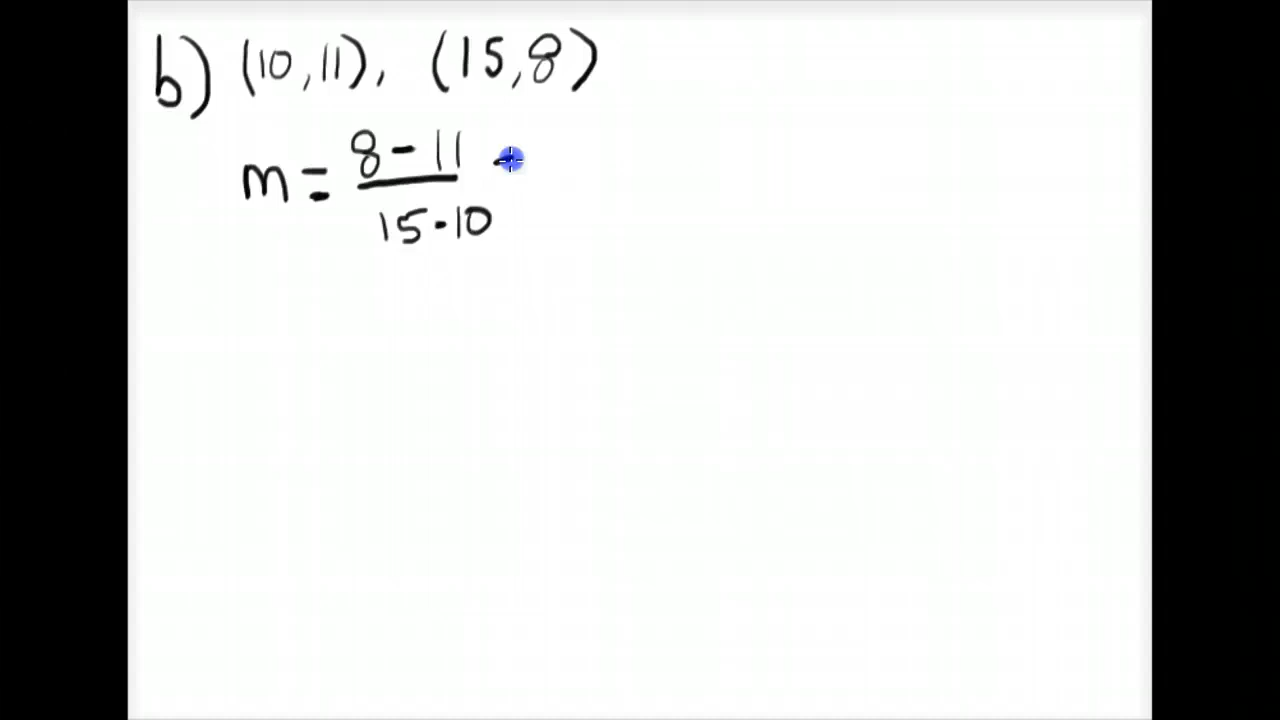 b) (10,11), (15,8)
m = 8 - 11
15 - 10